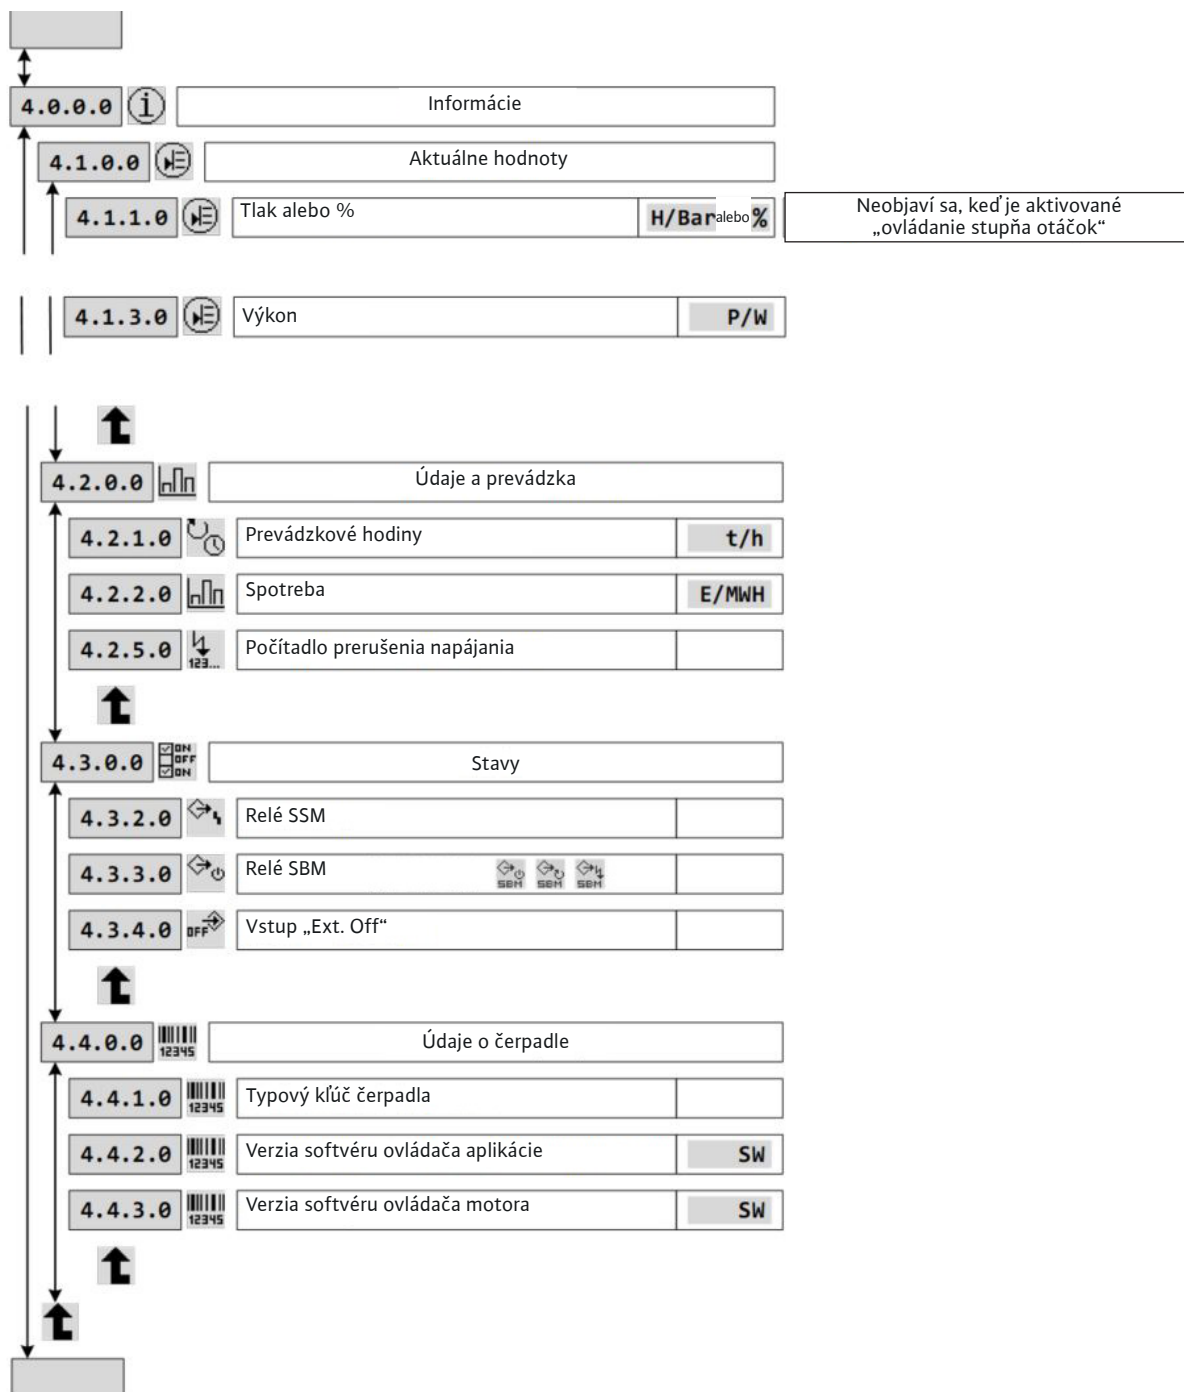 4.0.0.0 Informácie
4.1.0.0 Aktuálne hodnoty
4.1.1.0 Tlak alebo % H/Bar alebo % Neobjaví sa, keď je aktivované
„ovládanie stupňa otáčok“
4.1.3.0 Výkon P/W
4.2.0.0 Údaje a prevádzka
4.2.1.0 Prevádzkové hodiny t/h
4.2.2.0 Spotreba E/MWH
4.2.5.0 123... Počítadlo prerušenia napájania
4.3.0.0 ON OFF ON Stavy
4.3.2.0 Relé SSM
4.3.3.0 Relé SBM SBM SBM SBM
4.3.4.0 OFF Vstup „Ext. Off“
4.4.0.0 12345 Údaje o čerpadle
4.4.1.0 12345 Typový kľúč čerpadla
4.4.2.0 12345 Verzia softvéru ovládača aplikácie SW
4.4.3.0 12345 Verzia softvéru ovládača motora SW